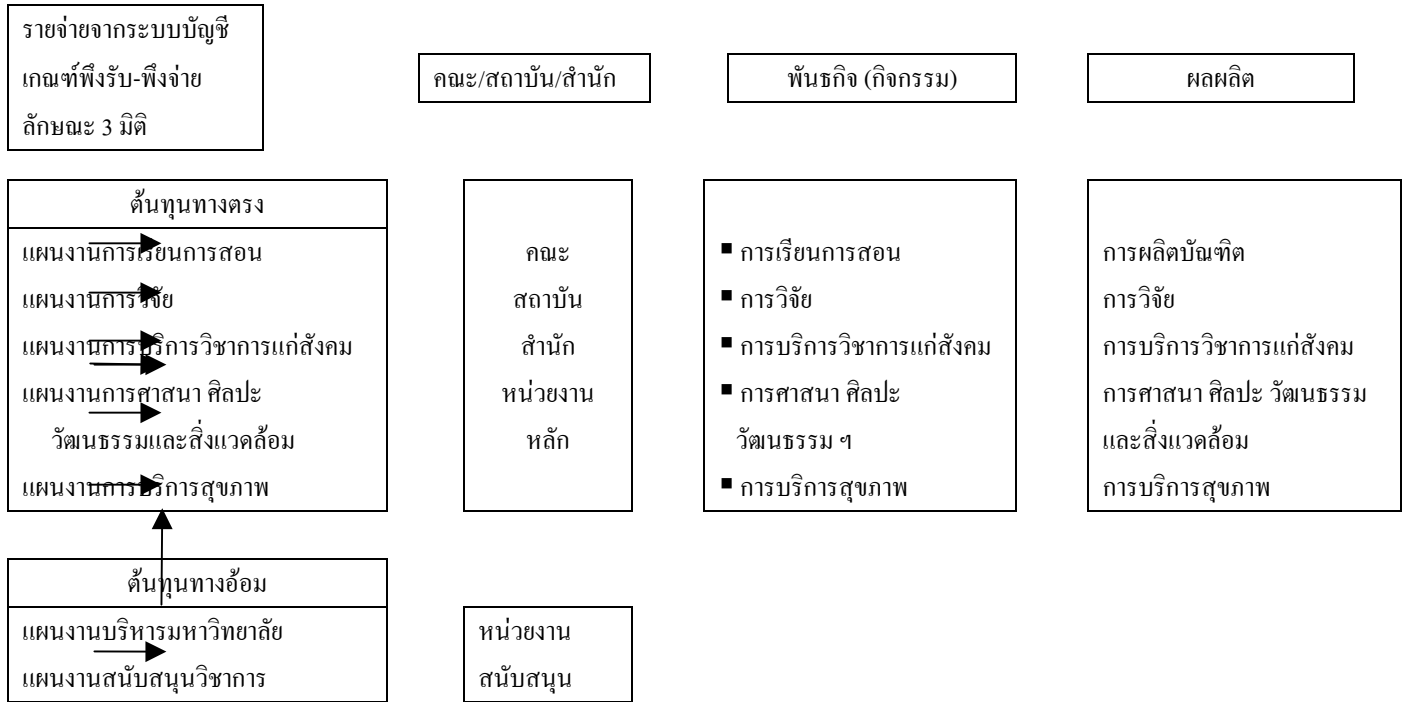 รายจ่ายจากระบบบัญชี
เกณฑ์พึงรับ-พึงจ่าย
ลักษณะ 3 มิติ
คณะ/สถาบัน/สำนัก
พันธกิจ (กิจกรรม)
ผลผลิต
ต้นทุนทางตรง
แผนงานการเรียนการสอน
แผนงานการวิจัย
แผนงานการบริการวิชาการแก่สังคม
แผนงานการศาสนา ศิลปะ
วัฒนธรรมและสิ่งแวดล้อม
แผนงานการบริการสุขภาพ
คณะ
สถาบัน
สำนัก
หน่วยงาน
หลัก
▪ การเรียนการสอน
▪ การวิจัย
▪ การบริการวิชาการแก่สังคม
▪ การศาสนา ศิลปะ
วัฒนธรรม ฯ
▪ การบริการสุขภาพ
การผลิตบัณฑิต
การวิจัย
การบริการวิชาการแก่สังคม
การศาสนา ศิลปะ วัฒนธรรม
และสิ่งแวดล้อม
การบริการสุขภาพ
ต้นทุนทางอ้อม
แผนงานบริหารมหาวิทยาลัย
แผนงานสนับสนุนวิชาการ
หน่วยงาน
สนับสนุน